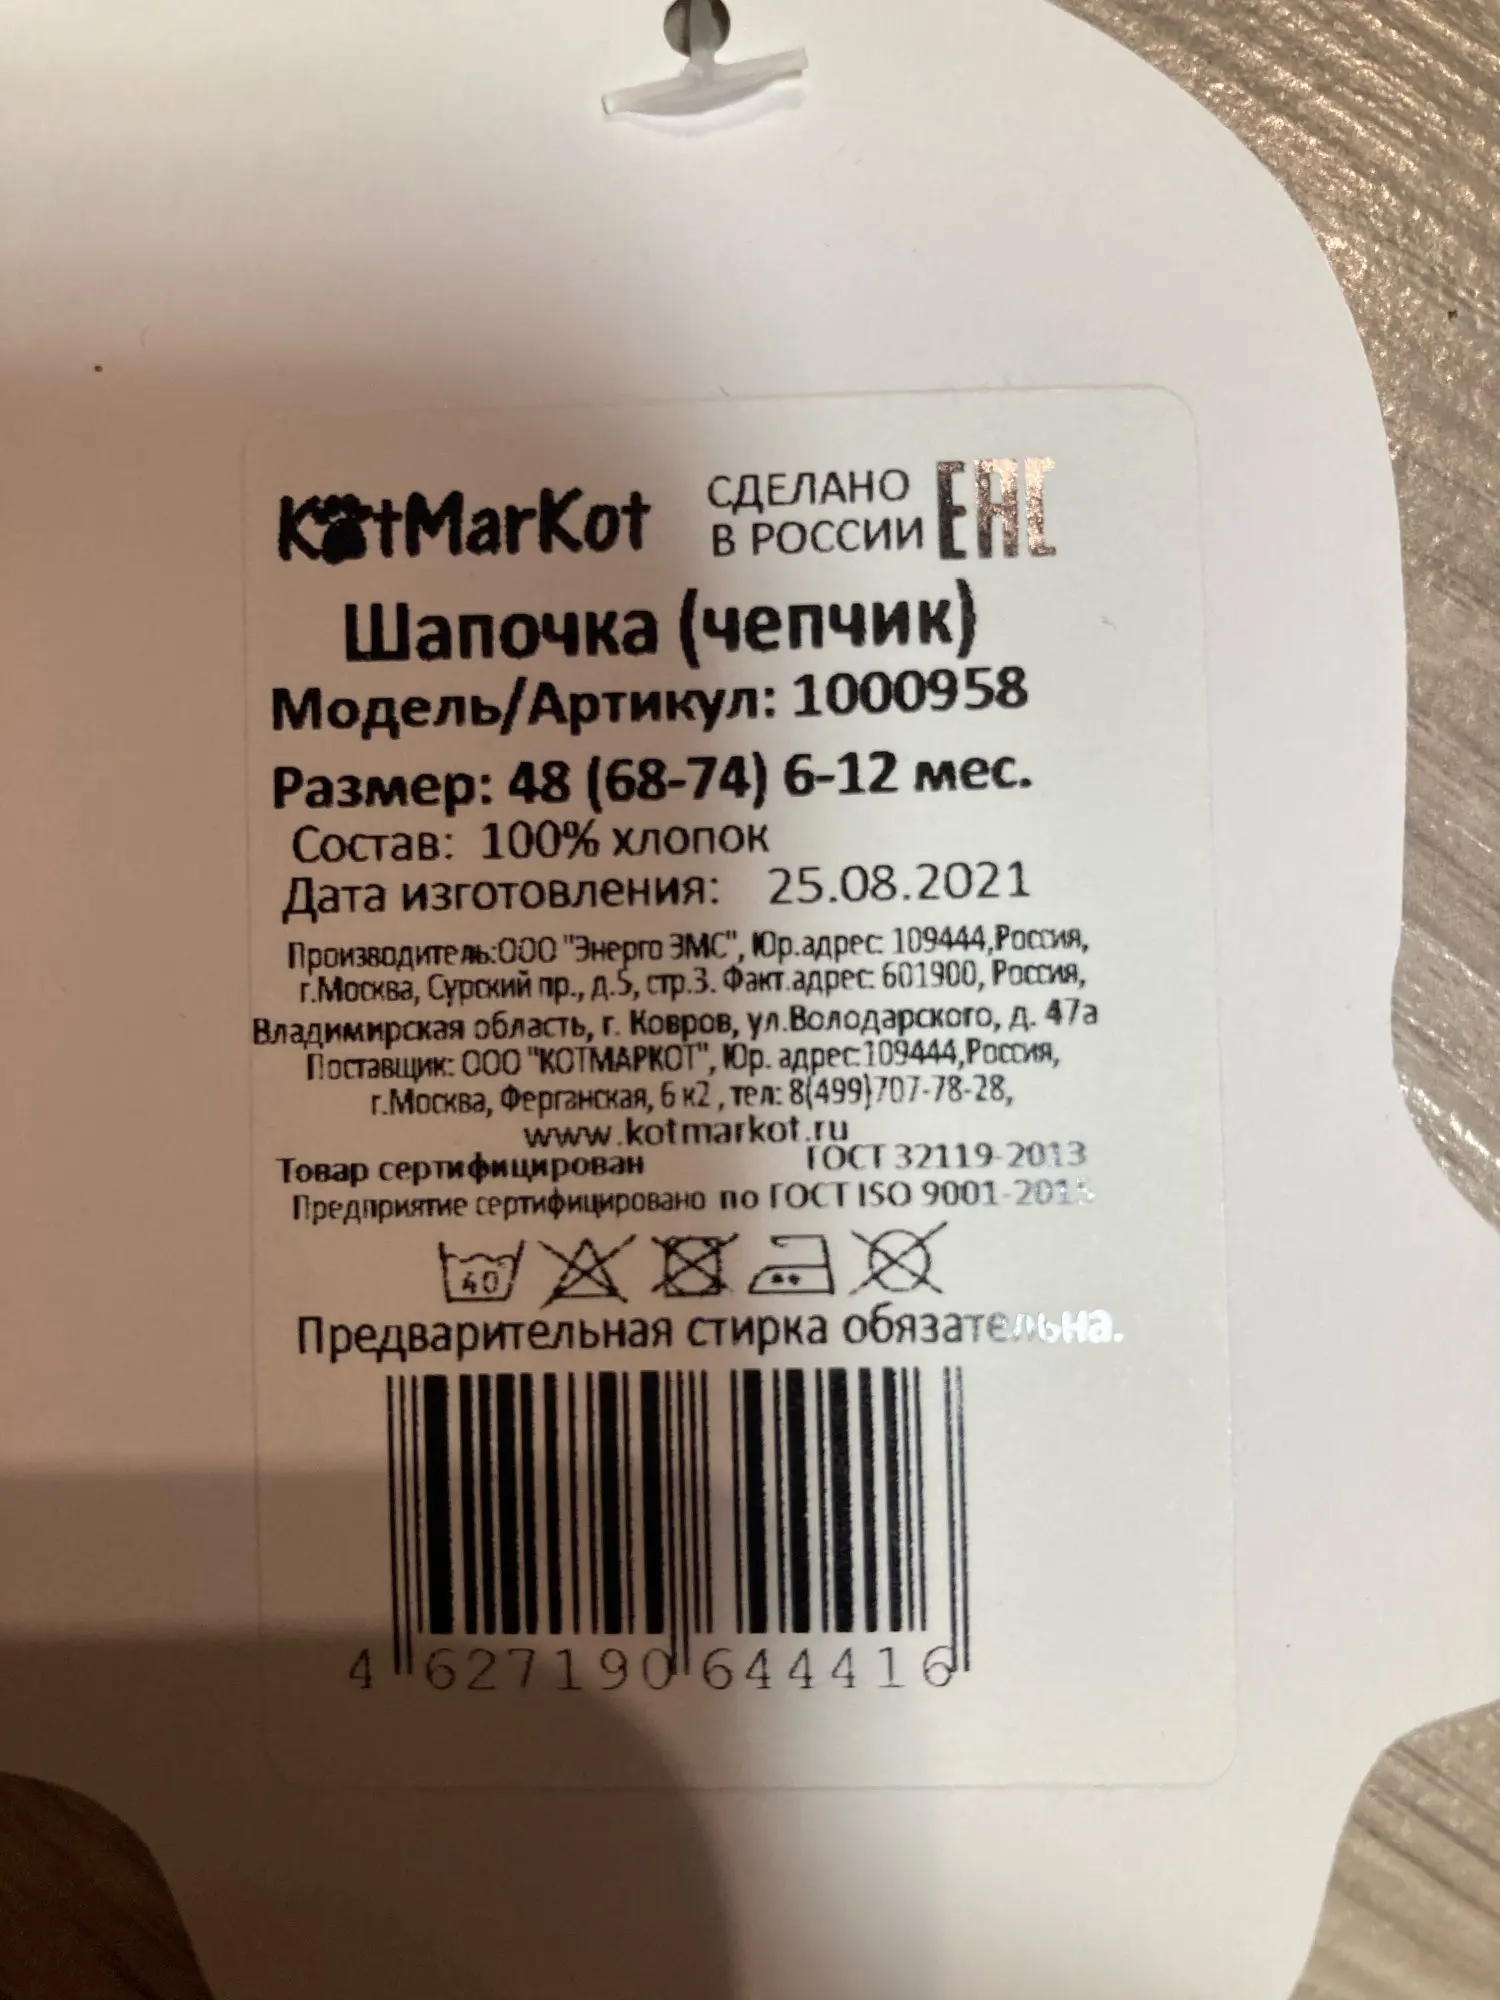 KotMarKot
СДЕЛАНО
В РОССИИ
EAC
Шапочка (чепчик)
Модель/Артикул: 1000958
Размер: 48 (68-74) 6-12 мес.
Состав: 100% хлопок
Дата изготовления: 25.08.2021
Производитель:ООО "Энерго ЭМС", Юр.адрес: 109444,Россия,
г.Москва, Сурский пр., д.5, стр.3. Факт.адрес: 601900, Россия,
Владимирская область, г. Ковров, ул.Володарского, д. 47а
Поставщик: ООО "КОТМАРКОТ", Юр. адрес:109444,Россия,
г.Москва, Ферганская, 6 к2 , тел: 8(499)707-78-28,
www.kotmarkot.ru
Товар сертифицирован ГОСТ 32119-2013
Предприятие сертифицировано по ГОСТ ISO 9001-2015
40
Предварительная стирка обязательна.
4 627190 644416